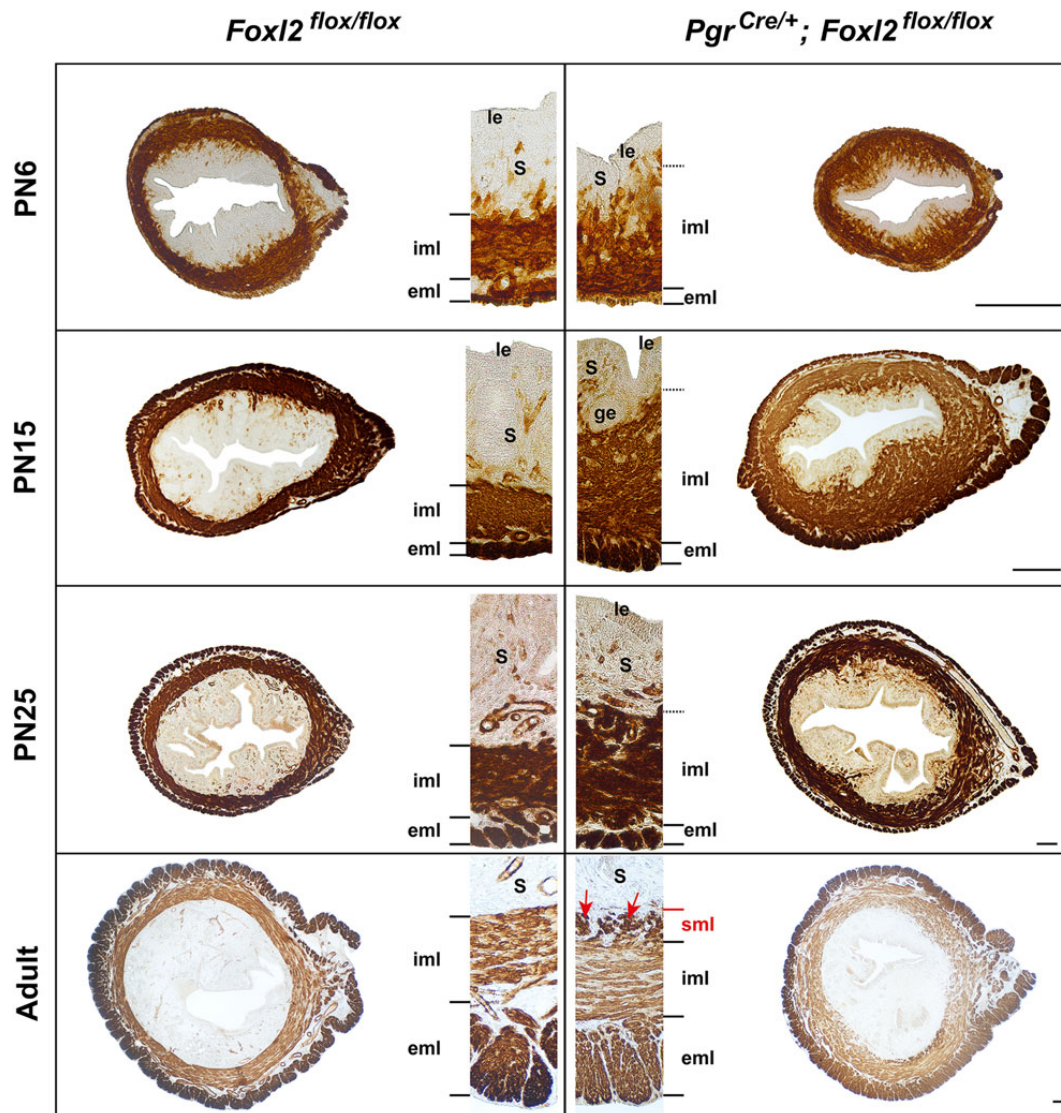 Foxl2 flox/flox
Pgr Cre/+; Foxl2 flox/flox
PN6
le
S
iml
eml
le
S
iml
eml
PN15
le
S
iml
eml
le
S
ge
iml
eml
PN25
S
iml
eml
le
S
iml
eml
Adult
S
iml
eml
S
sml
iml
eml